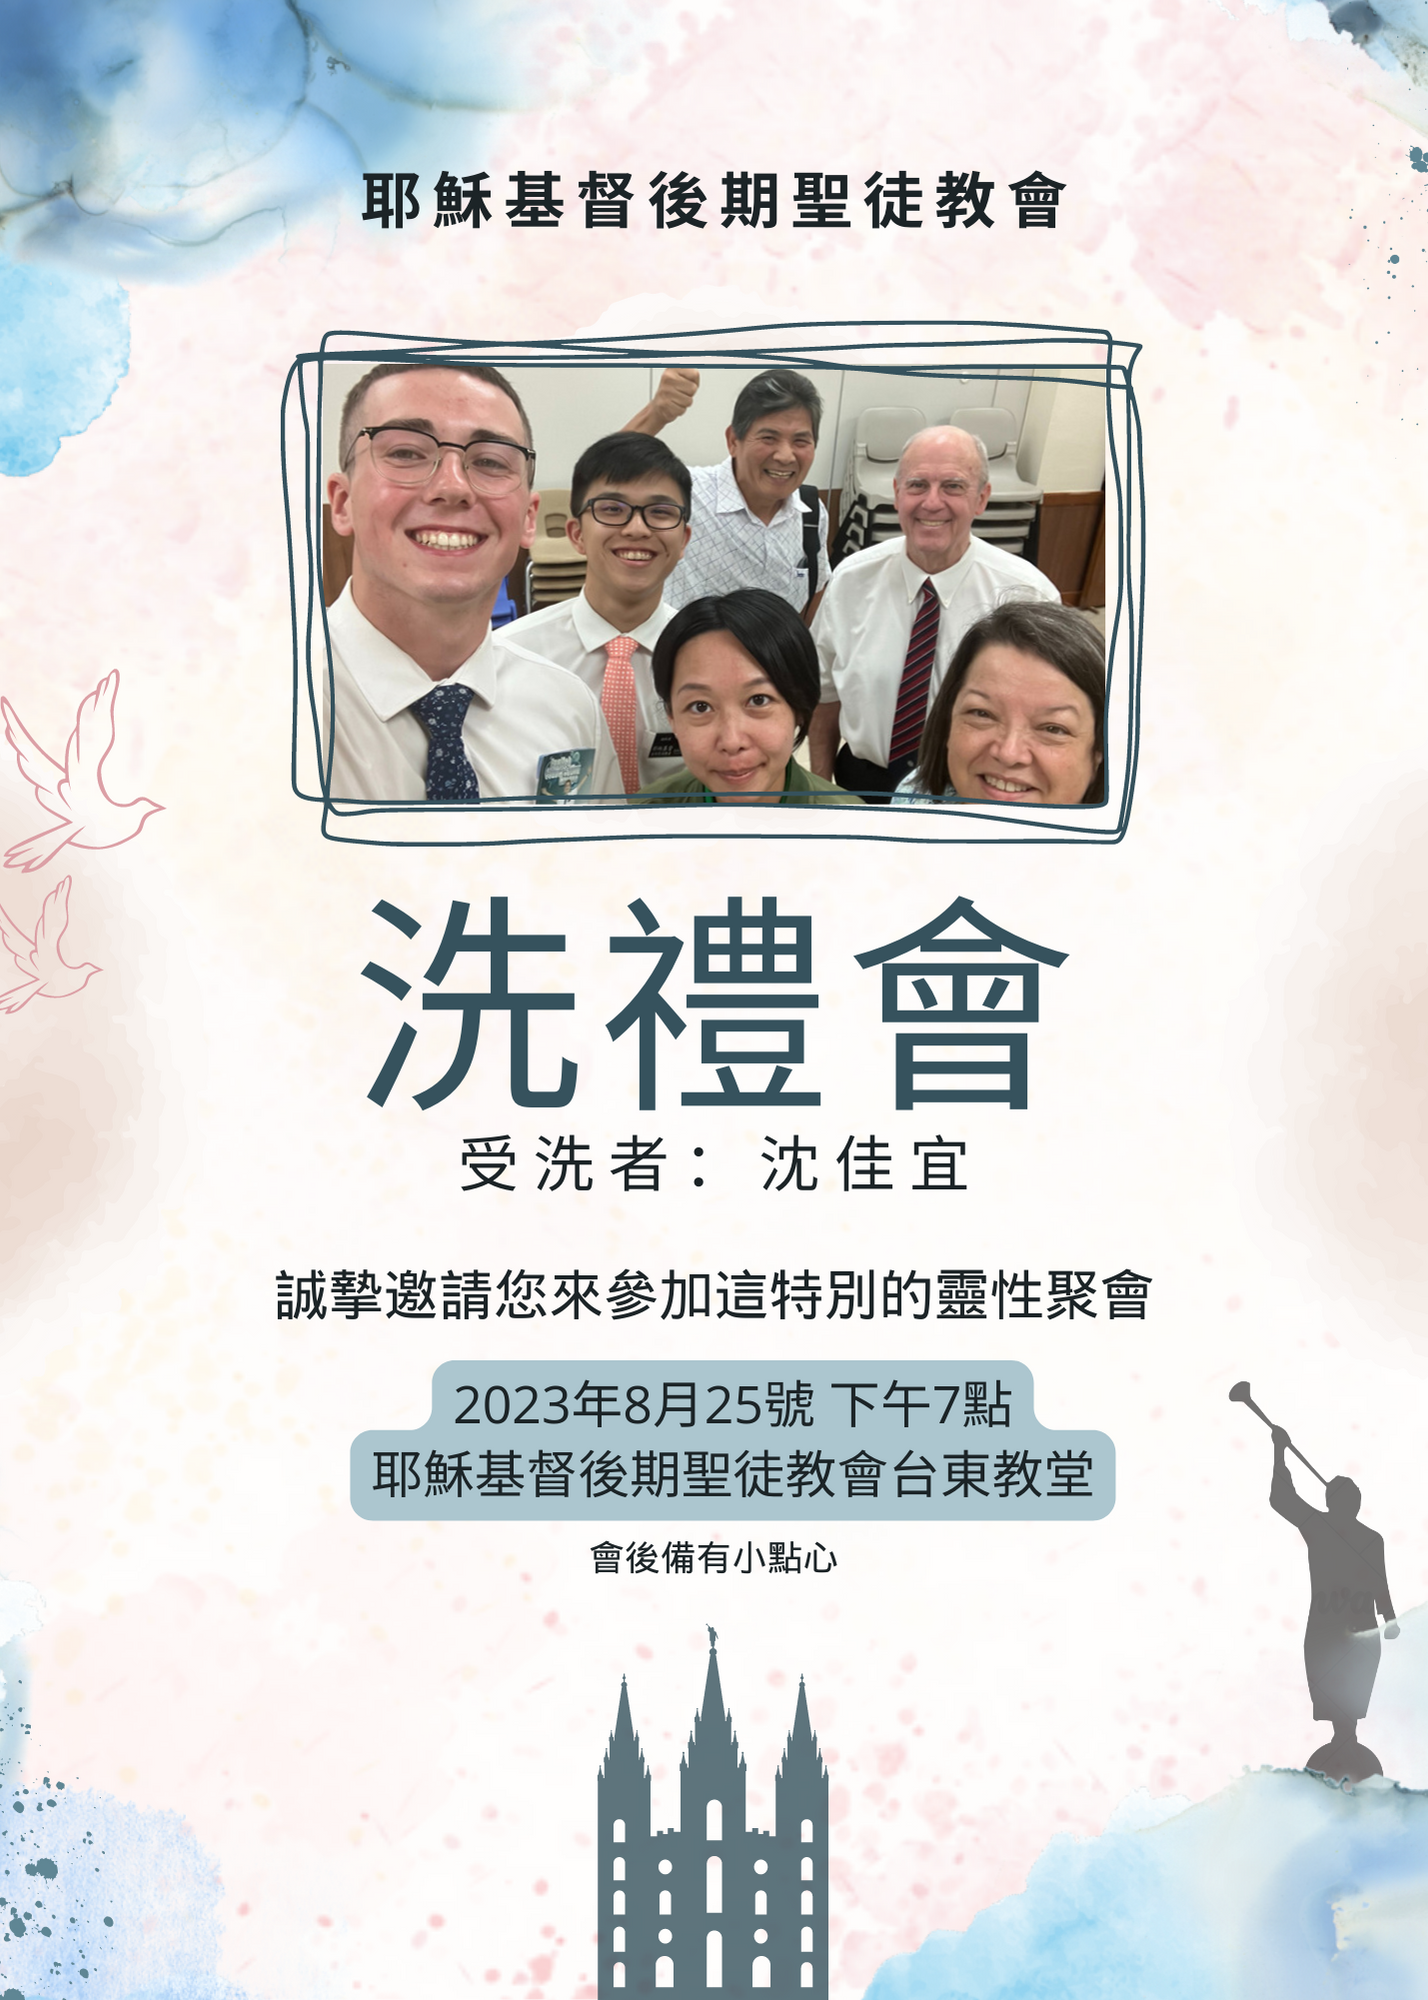 耶穌基督後期聖徒教會
洗禮會
受洗者：沈佳宜
誠摯邀請您來參加這特別的靈性聚會
2023年8月25號 下午7點
耶穌基督後期聖徒教會台東教堂
會後備有小點心